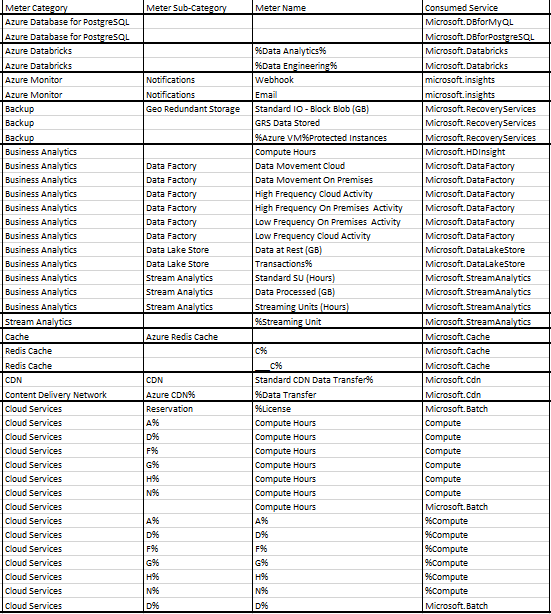 Meter Category Meter Sub-Category Meter Name Consumed Service
Azure Database for PostgreSQL Microsoft.DBforMyQL
Azure Database for PostgreSQL Microsoft.DBforPostgreSQL
Azure Databricks %Data Analytics% Microsoft.Databricks
Azure Databricks %Data Engineering% Microsoft.Databricks
Azure Monitor Notifications Webhook microsoft.insights
Azure Monitor Notifications Email microsoft.insights
Backup Geo Redundant Storage Standard IO - Block Blob (GB) Microsoft.RecoveryServices
Backup GRS Data Stored Microsoft.RecoveryServices
Backup %Azure VM%Protected Instances Microsoft.RecoveryServices
Business Analytics Compute Hours Microsoft.HDInsight
Business Analytics Data Factory Data Movement Cloud Microsoft.DataFactory
Business Analytics Data Factory Data Movement On Premises Microsoft.DataFactory
Business Analytics Data Factory High Frequency Cloud Activity Microsoft.DataFactory
Business Analytics Data Factory High Frequency On Premises Activity Microsoft.DataFactory
Business Analytics Data Factory Low Frequency On Premises Activity Microsoft.DataFactory
Business Analytics Data Factory Low Frequency Cloud Activity Microsoft.DataFactory
Business Analytics Data Lake Store Data at Rest (GB) Microsoft.DataLakeStore
Business Analytics Data Lake Store Transactions% Microsoft.DataLakeStore
Business Analytics Stream Analytics Standard SU (Hours) Microsoft.StreamAnalytics
Business Analytics Stream Analytics Data Processed (GB) Microsoft.StreamAnalytics
Business Analytics Stream Analytics Streaming Units (Hours) Microsoft.StreamAnalytics
Stream Analytics %Streaming Unit Microsoft.StreamAnalytics
Cache Azure Redis Cache Microsoft.Cache
Redis Cache C% Microsoft.Cache
Redis Cache ___C% Microsoft.Cache
CDN CDN Standard CDN Data Transfer% Microsoft.Cdn
Content Delivery Network Azure CDN% %Data Transfer Microsoft.Cdn
Cloud Services Reservation %License Microsoft.Batch
Cloud Services A% Compute Hours Compute
Cloud Services D% Compute Hours Compute
Cloud Services F% Compute Hours Compute
Cloud Services G% Compute Hours Compute
Cloud Services H% Compute Hours Compute
Cloud Services N% Compute Hours Compute
Cloud Services Compute Hours Microsoft.Batch
Cloud Services A% A% %Compute
Cloud Services D% D% %Compute
Cloud Services F% F% %Compute
Cloud Services G% G% %Compute
Cloud Services H% H% %Compute
Cloud Services N% N% %Compute
Cloud Services D% D% Microsoft.Batch